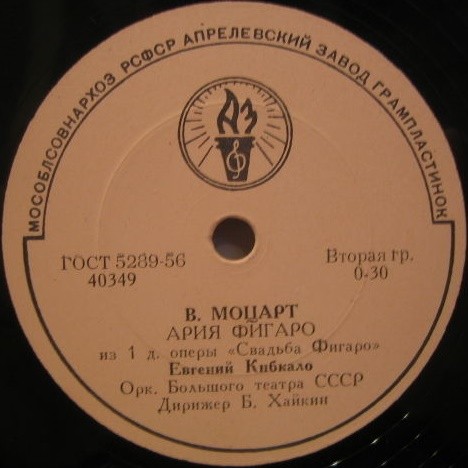 МОСОБЛСОВНАРХОЗ РСФСР АПРЕЛЕВСКИЙ ЗАВОД ГРАМПЛАСТИНОК
АЗ
ГОСТ 5289-56
40349
Вторая гр.
0-30
В. МОЦАРТ
АРИЯ ФИГАРО
из 1 д. оперы «Свадьба Фигаро»
Евгений Кибкало
Орк. Большого театра СССР
Дирижер Б. Хайкин